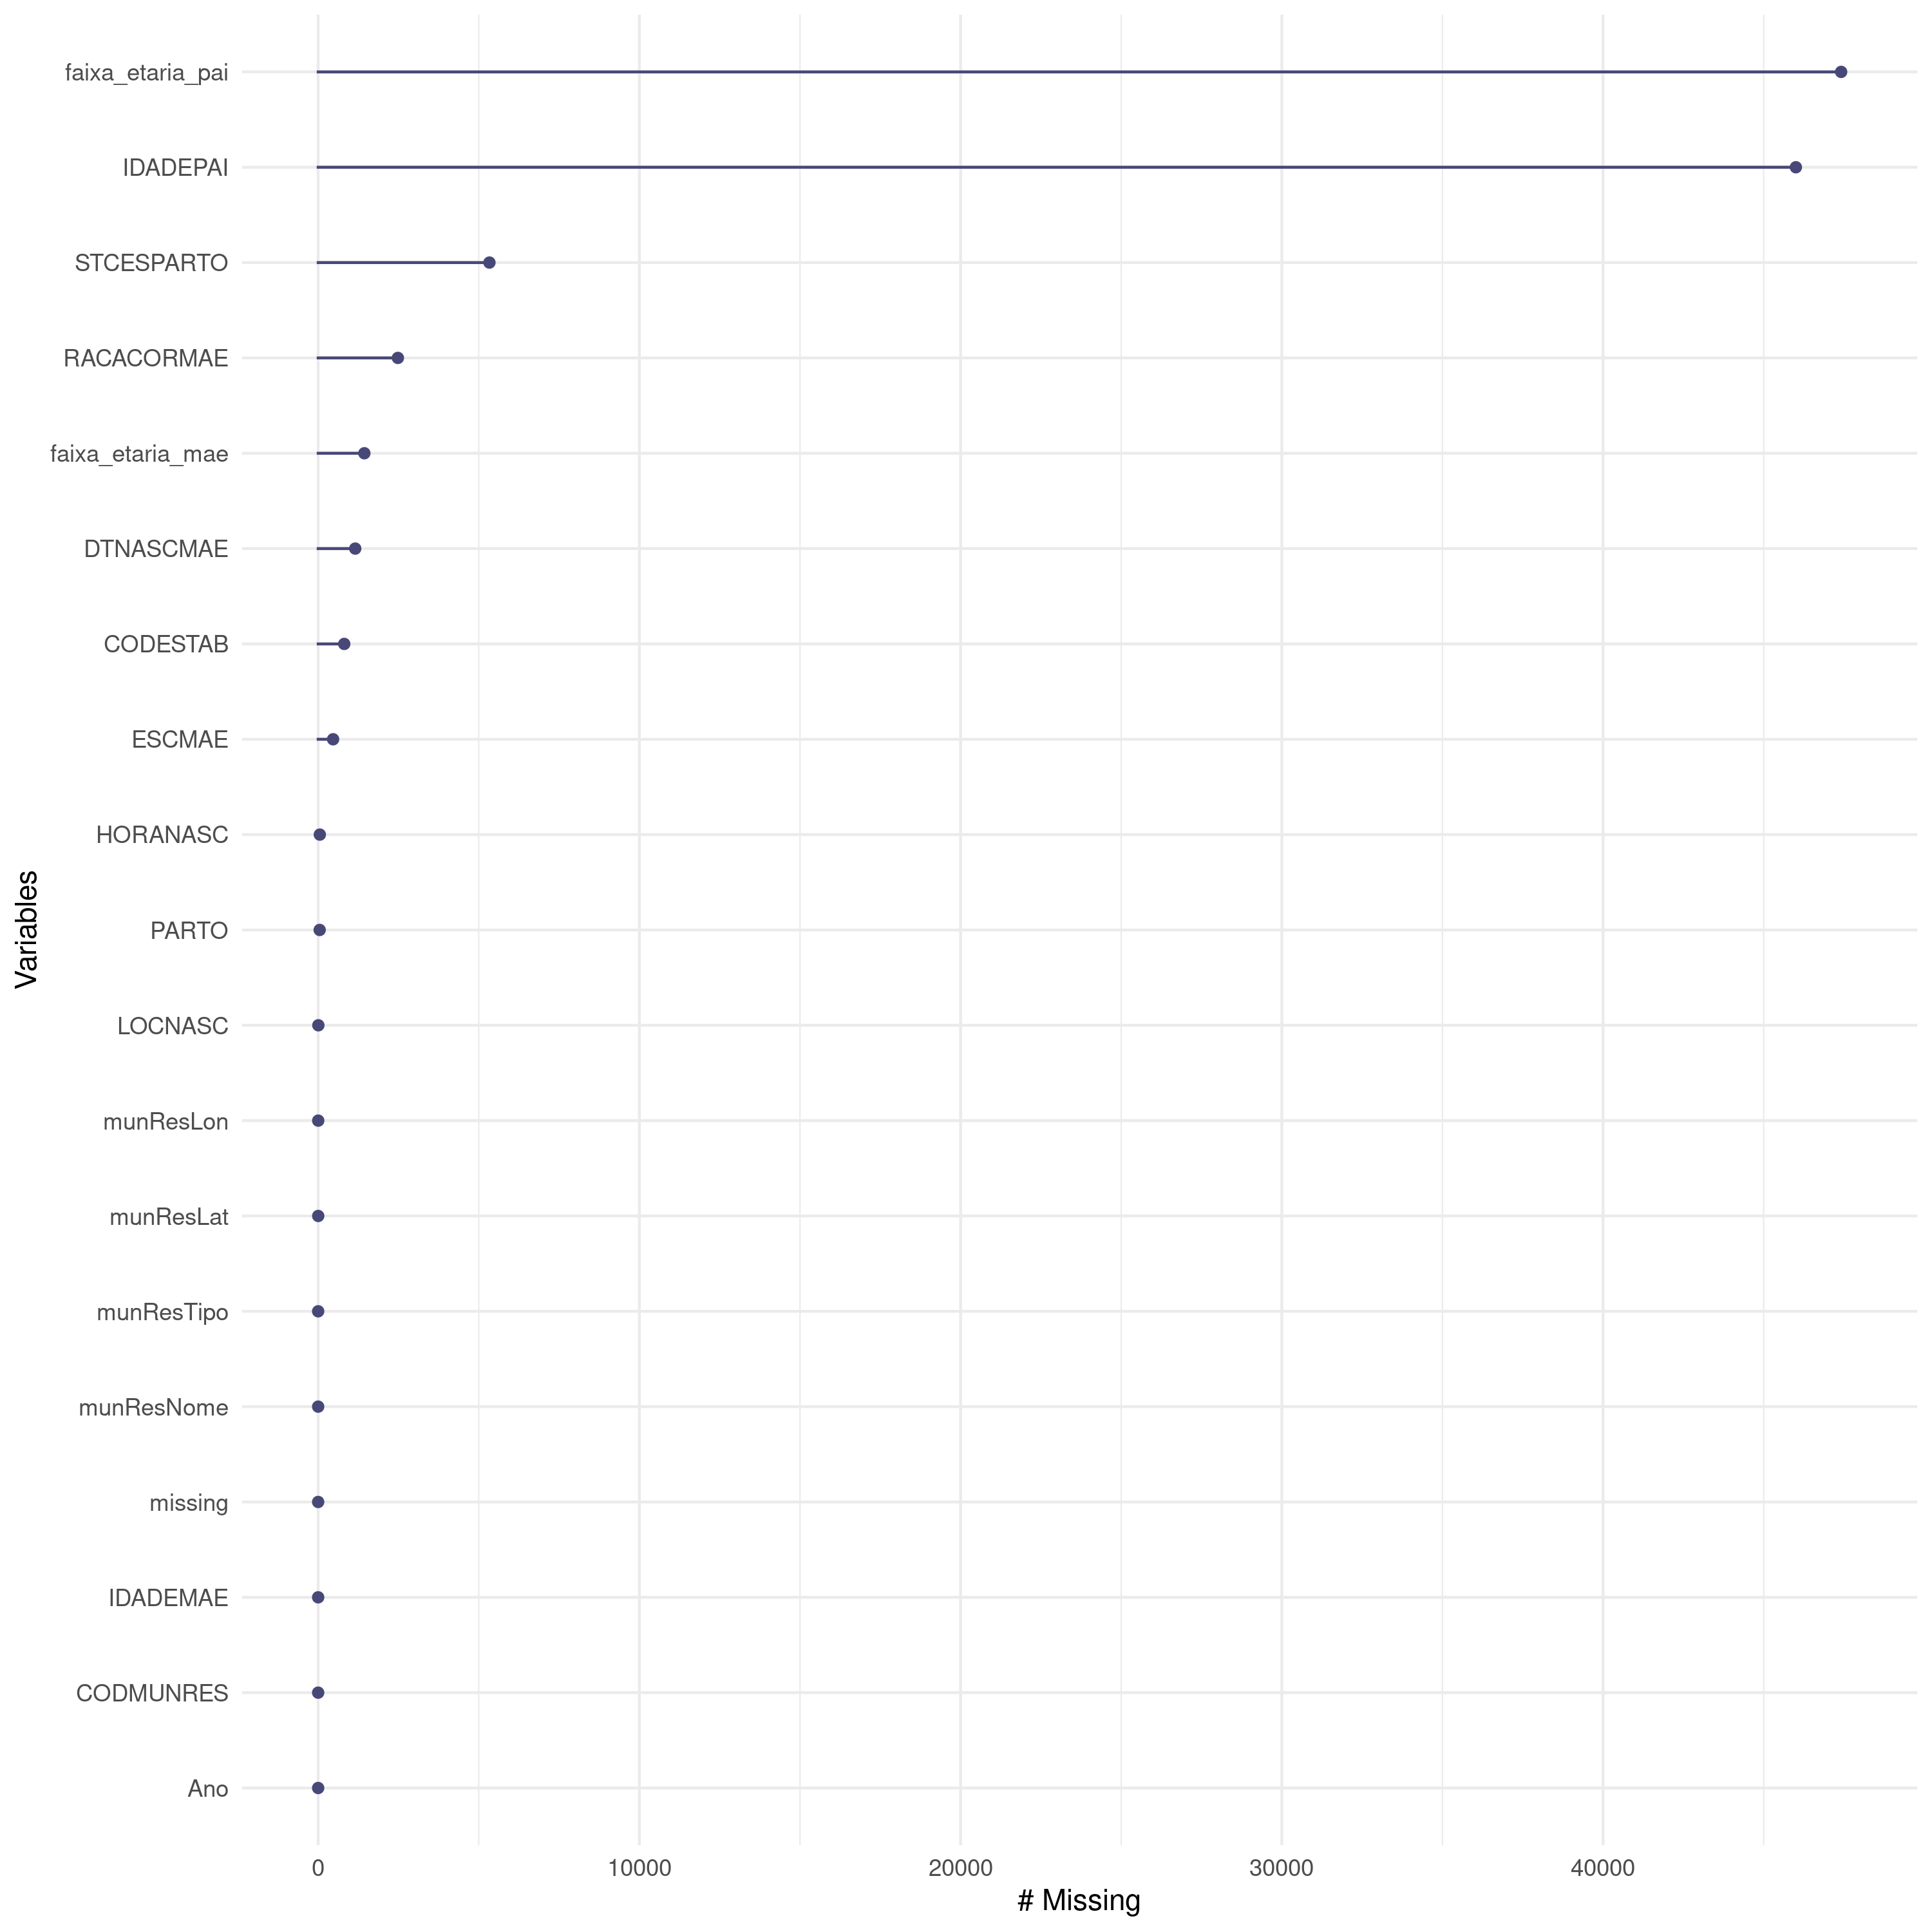 faixa_etaria_pai
IDADEPAI
STCESPARTO
RACACORMAE
faixa_etaria_mae
DTNASCMAE
CODESTAB
ESCMAE
HORANASC
PARTO
LOCNASC
munResLon
munResLat
munResTipo
munResNome
missing
IDADEMAE
CODMUNRES
Ano
Variables
0 10000 20000 30000 40000
# Missing